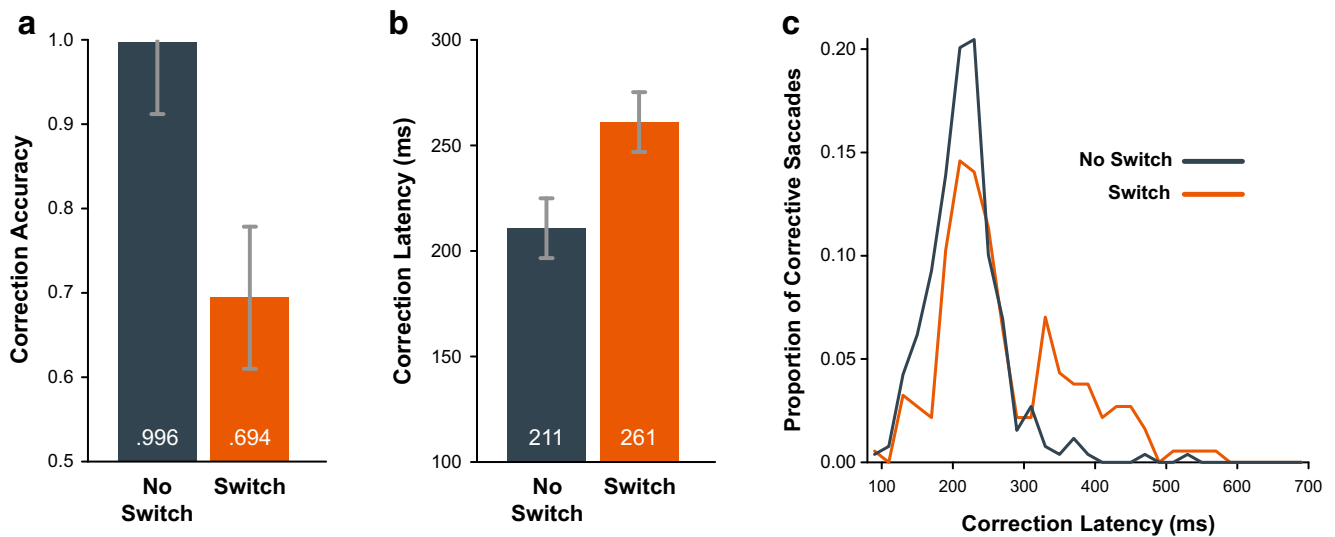 a
Correction Accuracy
1.0
0.9
0.8
0.7
0.6
0.5
.996
.694
No
Switch
Switch
b
Correction Latency (ms)
300
250
200
150
100
211
261
No
Switch
Switch
c
Proportion of Corrective Saccades
0.20
0.15
0.10
0.05
0.00
No Switch
Switch
100
200
300
400
500
600
700
Correction Latency (ms)